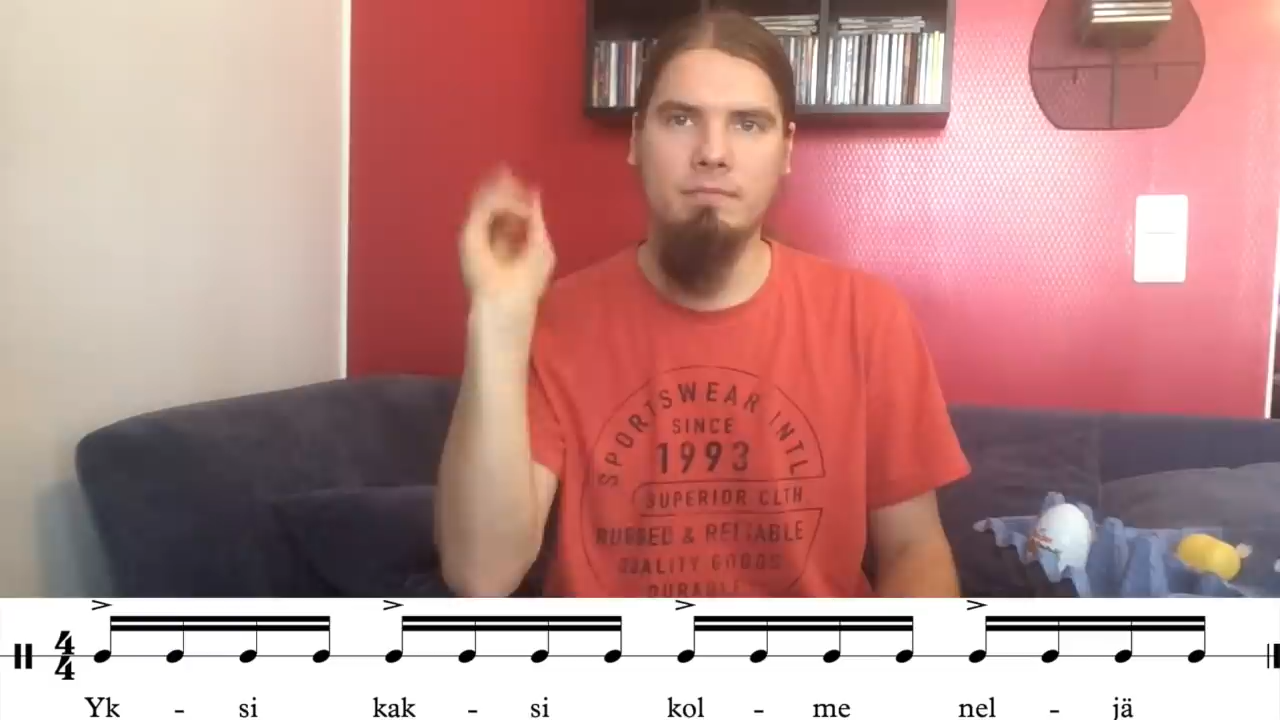 SPORTSWEAR INTL
SINCE
1993
SUPERIOR CLTH
RUGGED & RELIABLE
QUALITY GOODS
DURABLE
4
4
Yk - si kak - si kol - me nel - jä